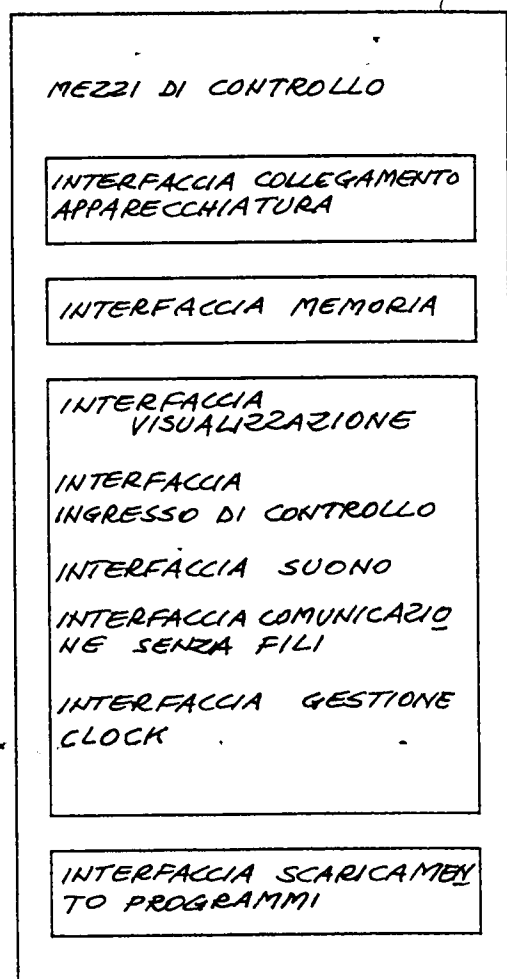 MEZZI DI CONTROLLO
INTERFACCIA COLLEGAMENTO
APPARECCHIATURA
INTERFACCIA MEMORIA
INTERFACCIA
VISUALIZZAZIONE
INTERFACCIA
INGRESSO DI CONTROLLO
INTERFACCIA SUONO
INTERFACCIA COMUNICAZIO
NE SENZA FILI
INTERFACCIA GESTIONE
CLOCK
INTERFACCIA SCARICAMEN
TO PROGRAMMI